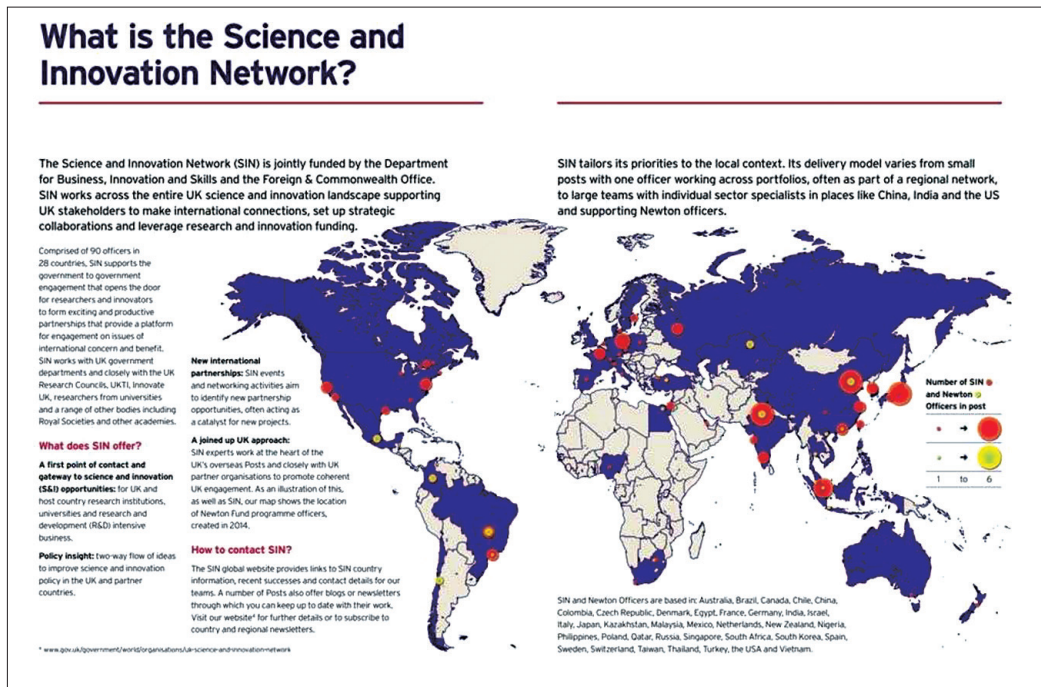 What is the Science and
Innovation Network?
The Science and Innovation Network (SIN) is jointly funded by the Department
for Business, Innovation and Skills and the Foreign & Commonwealth Office.
SIN works across the entire UK science and innovation landscape supporting
UK stakeholders to make international connections, set up strategic
collaborations and leverage research and innovation funding.
Comprised of 90 officers in
28 countries, SIN supports the
government to government
engagement that opens the door
for researchers and innovators
to form exciting and productive
partnerships that provide a platform
for engagement on issues of
international concern and benefit.
SIN works with UK government
departments and closely with the UK
Research Councils, UKTI, Innovate
UK, researchers from universities
and a range of other bodies including
Royal Societies and other academies.
What does SIN offer?
A first point of contact and
gateway to science and innovation
(S&I) opportunities: for UK and
host country research institutions,
universities and research and
development (R&D) intensive
business.
Policy insight: two-way flow of ideas
to improve science and innovation
policy in the UK and partner
countries.
New international
partnerships: SIN events
and networking activities aim
to identify new partnership
opportunities, often acting as
a catalyst for new projects.
A joined up UK approach:
SIN experts work at the heart of the
UK's overseas Posts and closely with UK
partner organisations to promote coherent
UK engagement. As an illustration of this,
as well as SIN, our map shows the location
of Newton Fund programme officers,
created in 2014.
How to contact SIN?
The SIN global website provides links to SIN country
information, recent successes and contact details for our
teams. A number of Posts also offer blogs or newsletters
through which you can keep up to date with their work.
Visit our website⁴ for further details or to subscribe to
country and regional newsletters.
⁴ www.gov.uk/government/world/organisations/uk-science-and-innovation-network
SIN tailors its priorities to the local context. Its delivery model varies from small
posts with one officer working across portfolios, often as part of a regional network,
to large teams with individual sector specialists in places like China, India and the US
and supporting Newton officers.
Number of SIN
and Newton
Officers in post
1 to 6
SIN and Newton Officers are based in: Australia, Brazil, Canada, Chile, China,
Colombia, Czech Republic, Denmark, Egypt, France, Germany, India, Israel,
Italy, Japan, Kazakhstan, Malaysia, Mexico, Netherlands, New Zealand, Nigeria,
Philippines, Poland, Qatar, Russia, Singapore, South Africa, South Korea, Spain,
Sweden, Switzerland, Taiwan, Thailand, Turkey, the USA and Vietnam.